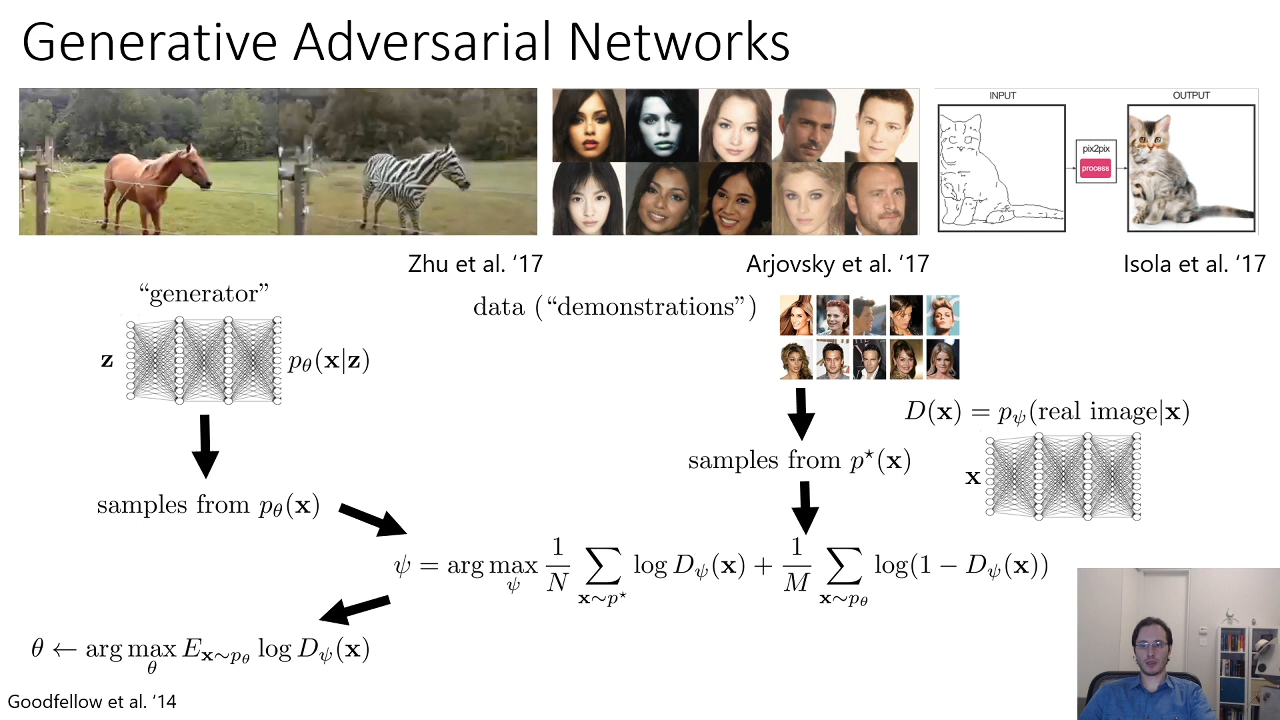 Generative Adversarial Networks
INPUT
OUTPUT
pix2pix
process
Zhu et al. ‘17
Arjovsky et al. ‘17
Isola et al. ‘17
“generator”
data (“demonstrations”)
z
pθ(x|z)
D(x) = pψ(real image|x)
samples from p⋆(x)
x
samples from pθ(x)
ψ = arg max_ψ 1/N ∑_{x∼p⋆} log Dψ(x) + 1/M ∑_{x∼pθ} log(1 − Dψ(x))
θ ← arg max_θ E_{x∼pθ} log Dψ(x)
Goodfellow et al. ‘14